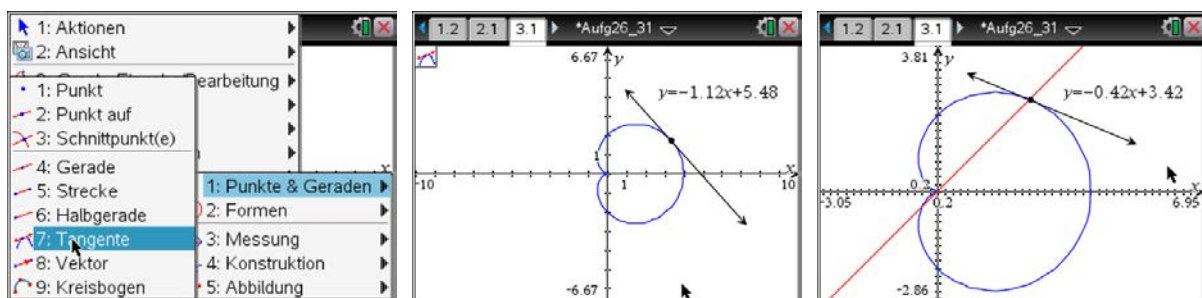 1: Aktionen
2: Ansicht
earbeitung
1: Punkt
2: Punkt auf
3: Schnittpunkt(e)
4: Gerade
5: Strecke
6: Halbgerade
7: Tangente
8: Vektor
9: Kreisbogen
x
1: Punkte & Geraden
2: Formen
3: Messung
4: Konstruktion
5: Abbildung
1.2 2.1 3.1 *Aufg26_31
6.67 y
y=-1.12x+5.48
1
x
-10 1 10
-6.67
1.2 2.1 3.1 *Aufg26_31
3.81 y
y=-0.42x+3.42
0.2
x
-3.05 0.2 6.95
-2.86